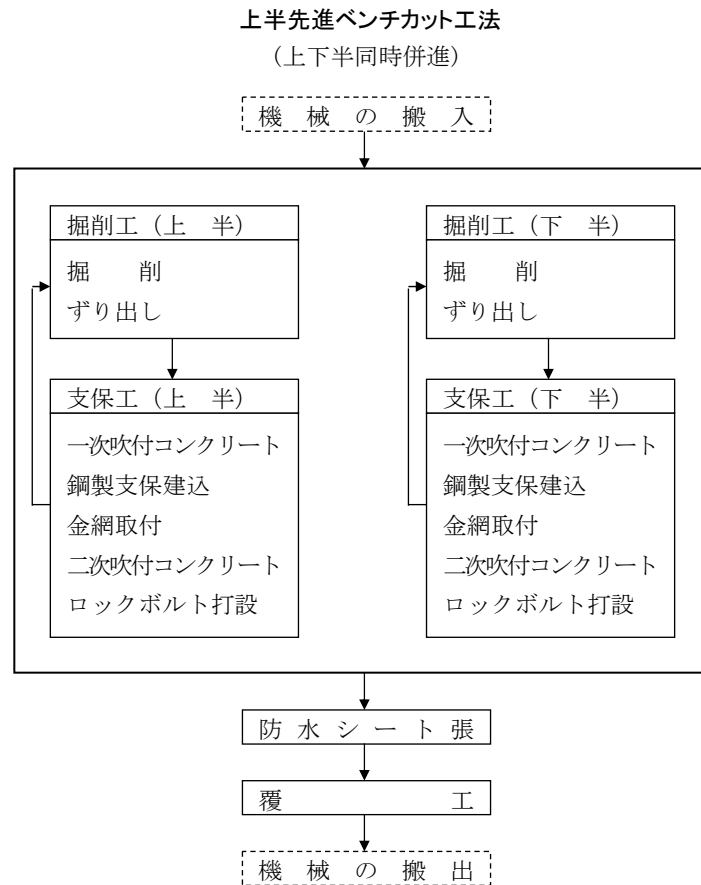 上半先進ベンチカット工法
(上下半同時併進)
機械の搬入
掘削工(上 半)
掘 削
ずり出し
支保工(上 半)
一次吹付コンクリート
鋼製支保建込
金網取付
二次吹付コンクリート
ロックボルト打設
掘削工(下 半)
掘 削
ずり出し
支保工(下 半)
一次吹付コンクリート
鋼製支保建込
金網取付
二次吹付コンクリート
ロックボルト打設
防水シート張
覆 工
機械の搬出